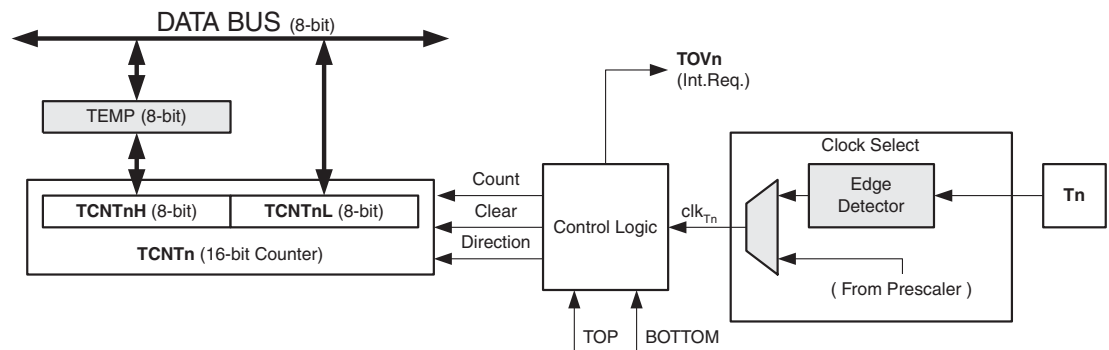 DATA BUS (8-bit)
TEMP (8-bit)
TCNTnH (8-bit)
TCNTnL (8-bit)
TCNTn (16-bit Counter)
Count
Clear
Direction
TOVn
(Int.Req.)
Control Logic
TOP
BOTTOM
clkTn
Clock Select
Edge
Detector
( From Prescaler )
Tn